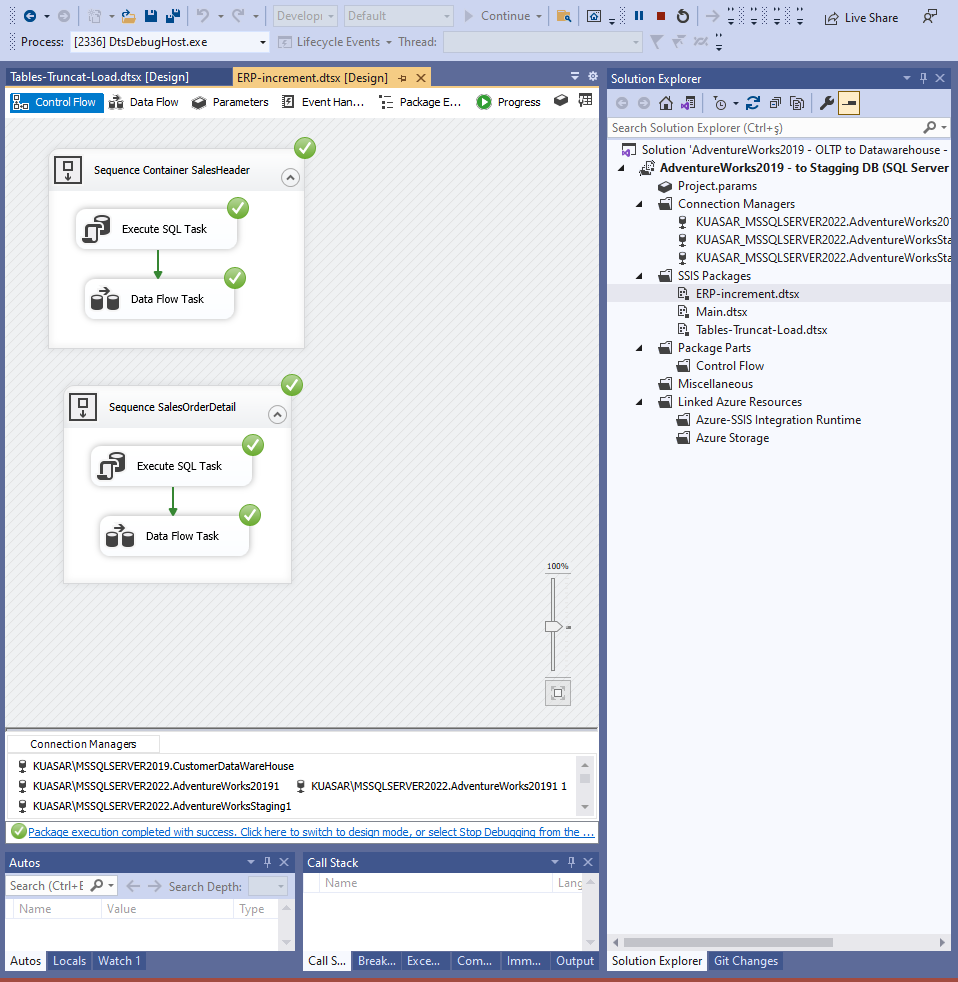 Develop
Default
Continue
Live Share
Process: [2336] DtsDebugHost.exe
Lifecycle Events
Thread:
Tables-Truncat-Load.dtsx [Design]
ERP-increment.dtsx [Design]
Control Flow
Data Flow
Parameters
Event Han...
Package E...
Progress
Sequence Container SalesHeader
Execute SQL Task
Data Flow Task
Sequence SalesOrderDetail
Execute SQL Task
Data Flow Task
100%
Connection Managers
KUASAR\MSSQLSERVER2019.CustomerDataWareHouse
KUASAR\MSSQLSERVER2022.AdventureWorks20191
KUASAR\MSSQLSERVER2022.AdventureWorks20191 1
KUASAR\MSSQLSERVER2022.AdventureWorksStaging1
Package execution completed with success. Click here to switch to design mode, or select Stop Debugging from the ...
Autos
Search (Ctrl+E
Search Depth:
Name
Value
Type
Autos
Locals
Watch 1
Call Stack
Name
Lang
Call S...
Break...
Exce...
Com...
Imm...
Output
Solution Explorer
Search Solution Explorer (Ctrl+ş)
Solution 'AdventureWorks2019 - OLTP to Datawarehouse -
AdventureWorks2019 - to Stagging DB (SQL Server
Project.params
Connection Managers
KUASAR_MSSQLSERVER2022.AdventureWorks201
KUASAR_MSSQLSERVER2022.AdventureWorksSta
KUASAR_MSSQLSERVER2022.AdventureWorksSta
SSIS Packages
ERP-increment.dtsx
Main.dtsx
Tables-Truncat-Load.dtsx
Package Parts
Control Flow
Miscellaneous
Linked Azure Resources
Azure-SSIS Integration Runtime
Azure Storage
Solution Explorer
Git Changes